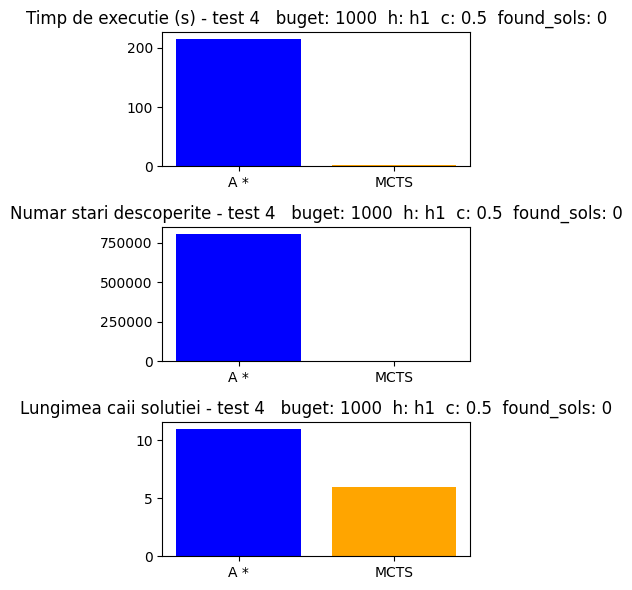 Timp de executie (s) - test 4   buget: 1000  h: h1  c: 0.5  found_sols: 0
200
100
0
A *
MCTS
Numar stari descoperite - test 4   buget: 1000  h: h1  c: 0.5  found_sols: 0
750000
500000
250000
0
A *
MCTS
Lungimea caii solutiei - test 4   buget: 1000  h: h1  c: 0.5  found_sols: 0
10
5
0
A *
MCTS